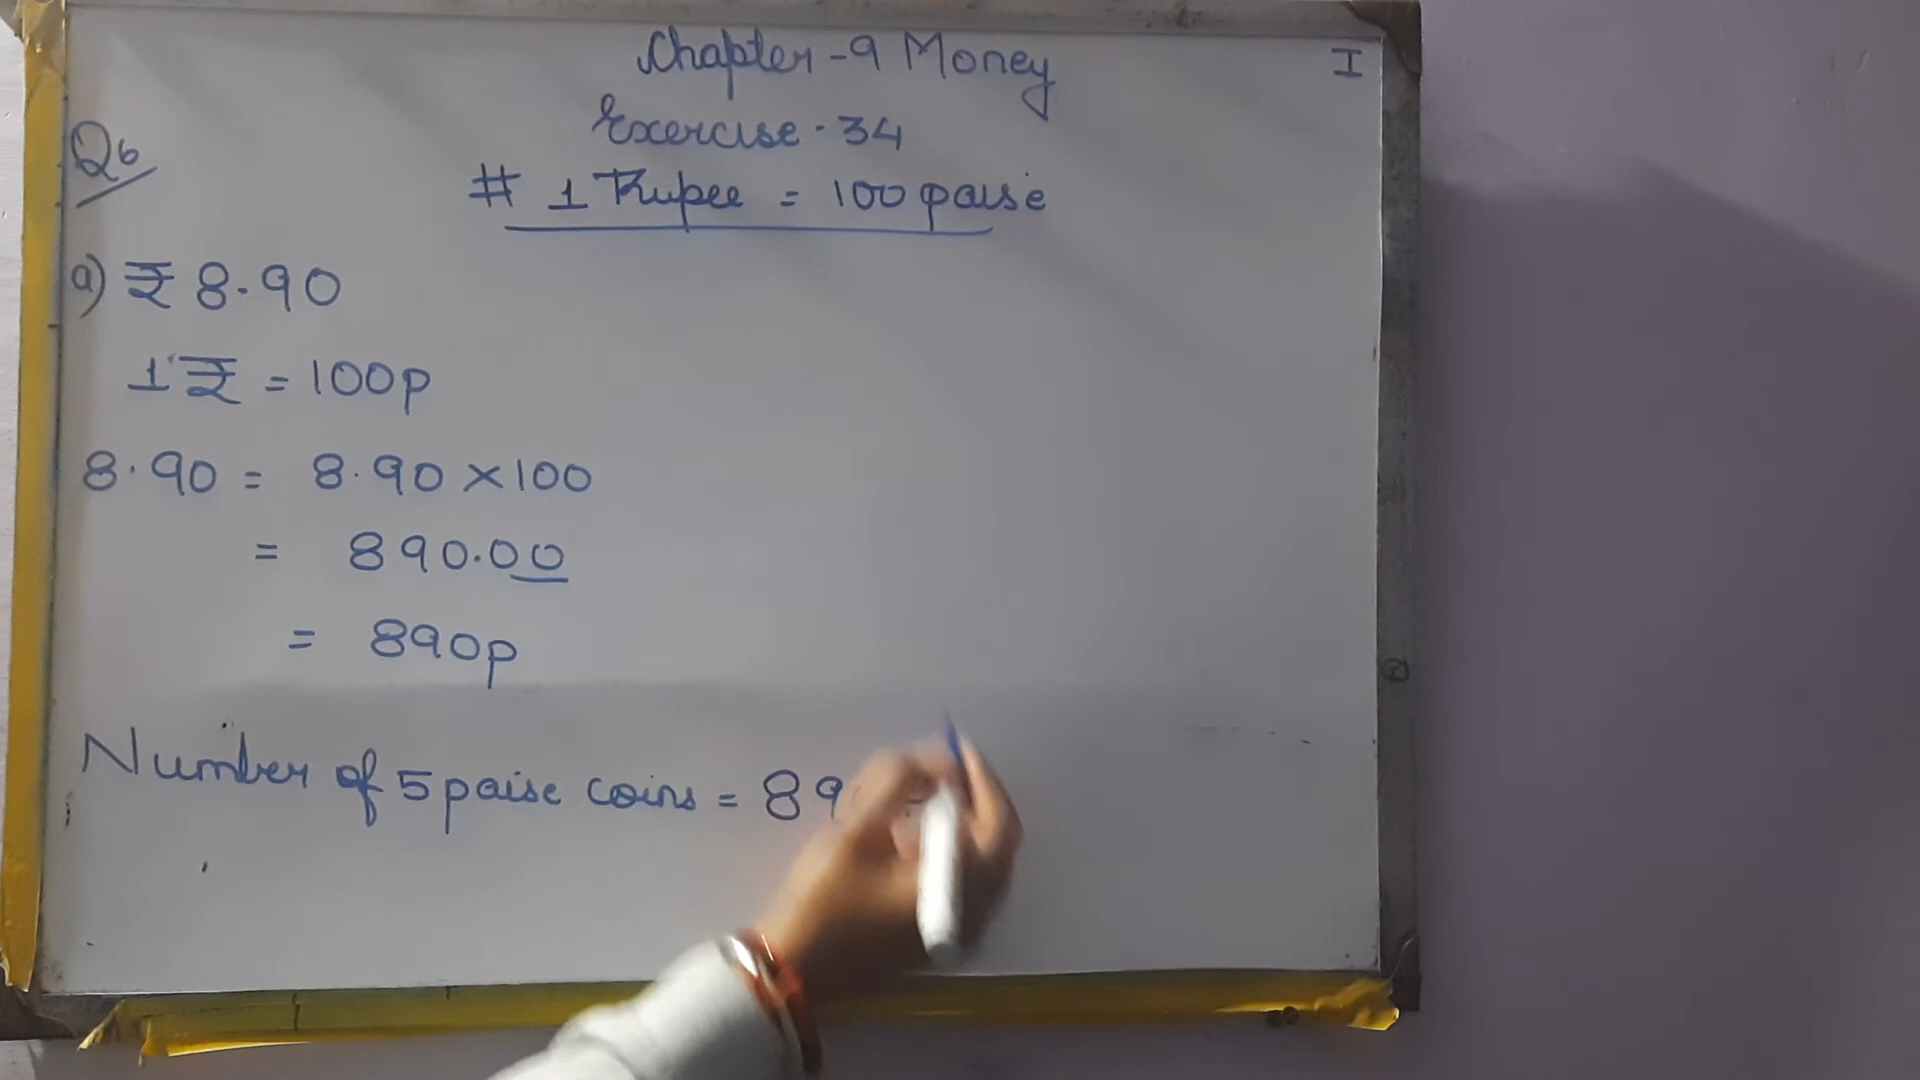 Chapter-9 Money
I
Exercise. 34
Q6
# 1 Rupee = 100 paise
a) ₹ 8.90
1 ₹ = 100p
8.90 = 8.90 × 100
= 890.00
= 890p
Number of 5 paise coins = 89